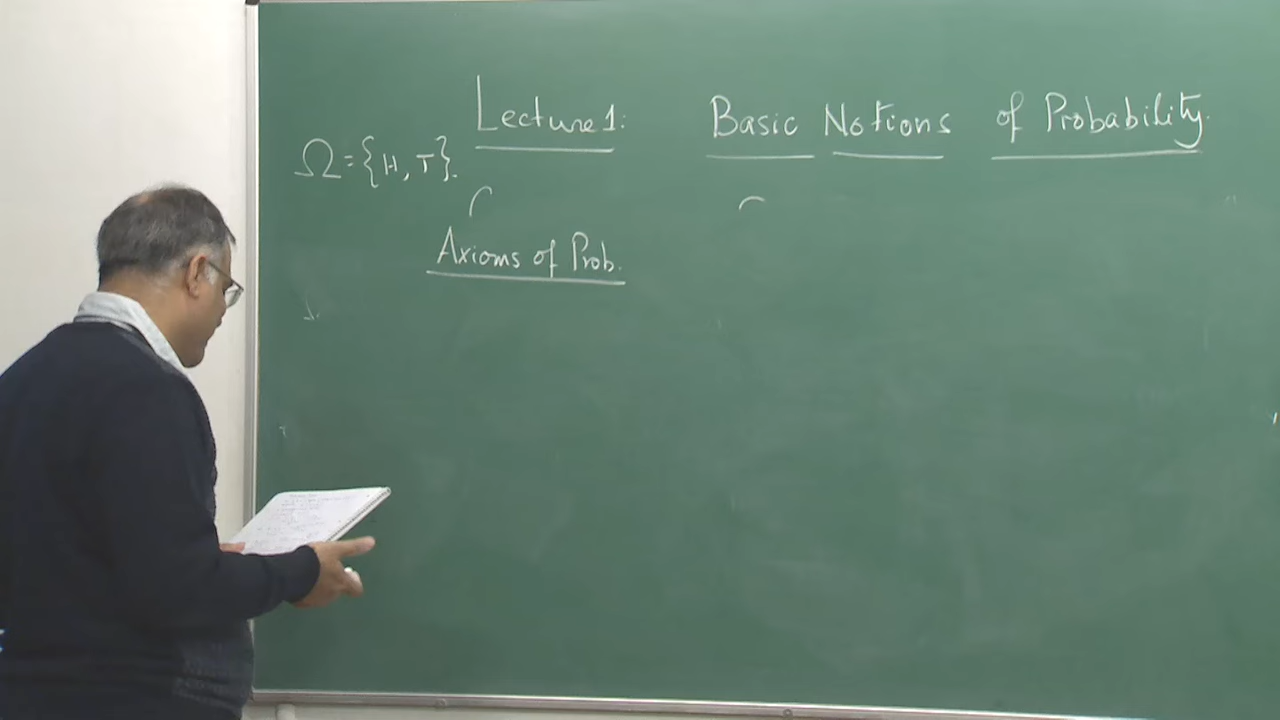 Lecture 1: Basic Notions of Probability.
Ω = {H, T}.
Axioms of Prob.